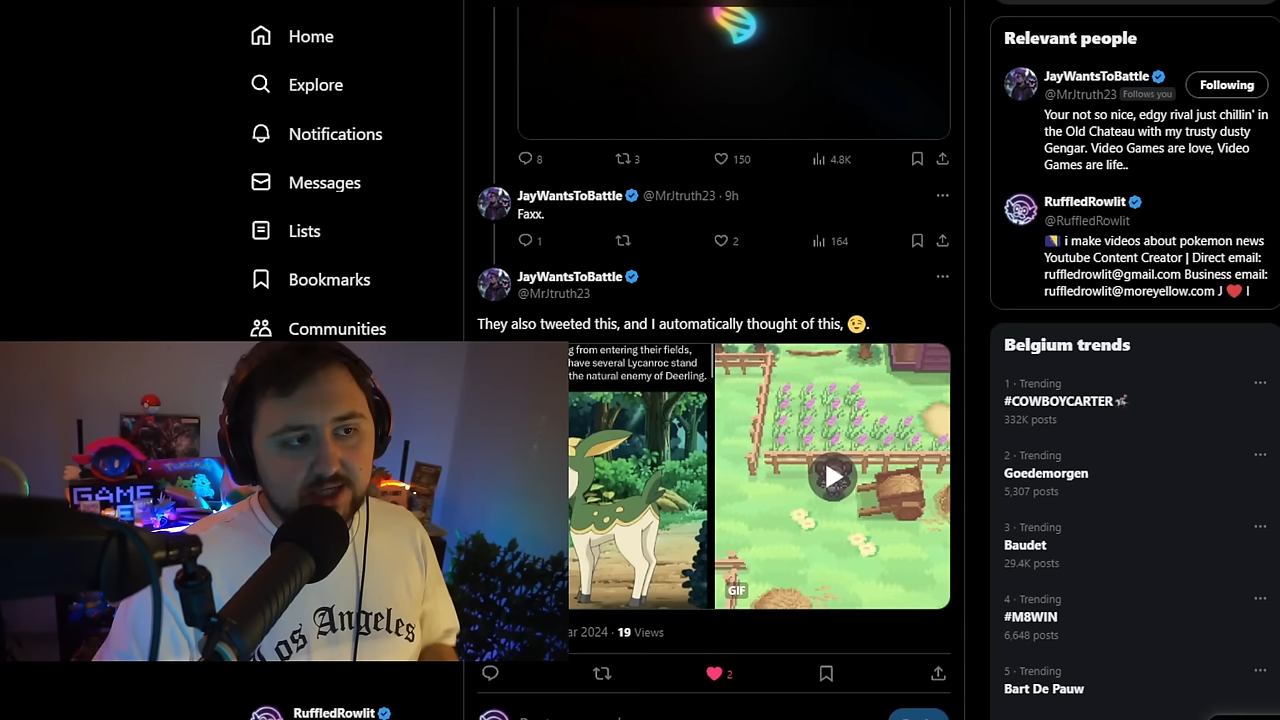 Home
Explore
Notifications
Messages
Lists
Bookmarks
Communities
8
3
150
4.8K
JayWantsToBattle @MrJtruth23 · 9h
Faxx.
1
2
164
JayWantsToBattle
@MrJtruth23
They also tweeted this, and I automatically thought of this, 😉.
g from entering their fields,
have several Lycanroc stand
the natural enemy of Deerling.
GIF
ar 2024 · 19 Views
2
RuffledRowlit
GAME
Los Angeles
Relevant people
JayWantsToBattle
@MrJtruth23 Follows you
Following
Your not so nice, edgy rival just chillin' in
the Old Chateau with my trusty dusty
Gengar. Video Games are love, Video
Games are life..
RuffledRowlit
@RuffledRowlit
i make videos about pokemon news
Youtube Content Creator | Direct email:
ruffledrowlit@gmail.com Business email:
ruffledrowlit@moreyellow.com J ❤️ I
Belgium trends
1 · Trending
#COWBOYCARTER
332K posts
2 · Trending
Goedemorgen
5,307 posts
3 · Trending
Baudet
29.4K posts
4 · Trending
#M8WIN
6,648 posts
5 · Trending
Bart De Pauw